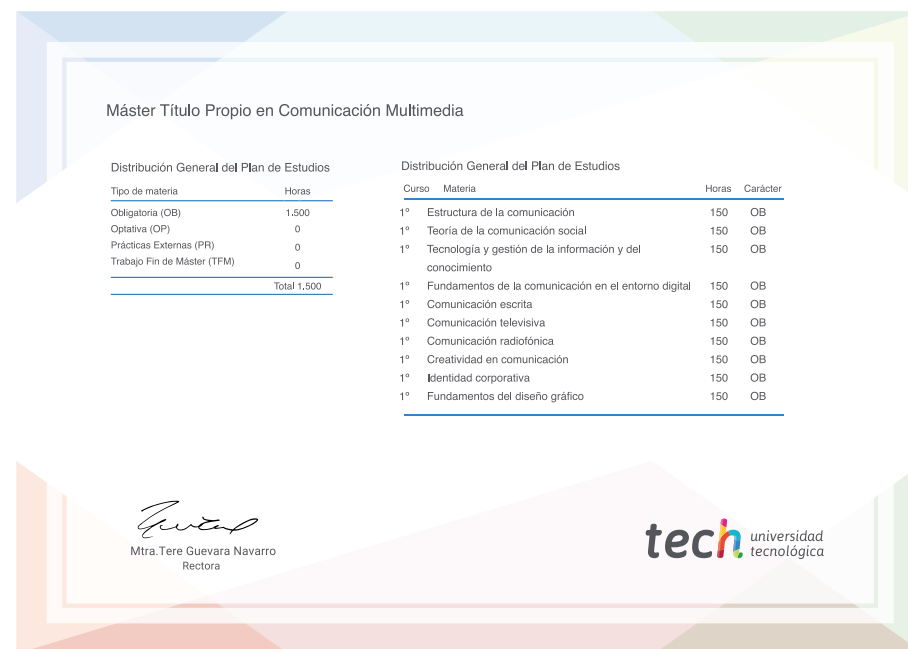 Máster Título Propio en Comunicación Multimedia
Distribución General del Plan de Estudios
Tipo de materia Horas
Obligatoria (OB) 1.500
Optativa (OP) 0
Prácticas Externas (PR) 0
Trabajo Fin de Máster (TFM) 0
Total 1.500
Distribución General del Plan de Estudios
Curso Materia Horas Carácter
1º Estructura de la comunicación 150 OB
1º Teoría de la comunicación social 150 OB
1º Tecnología y gestión de la información y del 150 OB
conocimiento
1º Fundamentos de la comunicación en el entorno digital 150 OB
1º Comunicación escrita 150 OB
1º Comunicación televisiva 150 OB
1º Comunicación radiofónica 150 OB
1º Creatividad en comunicación 150 OB
1º Identidad corporativa 150 OB
1º Fundamentos del diseño gráfico 150 OB
Mtra.Tere Guevara Navarro
Rectora
tech universidad
tecnológica